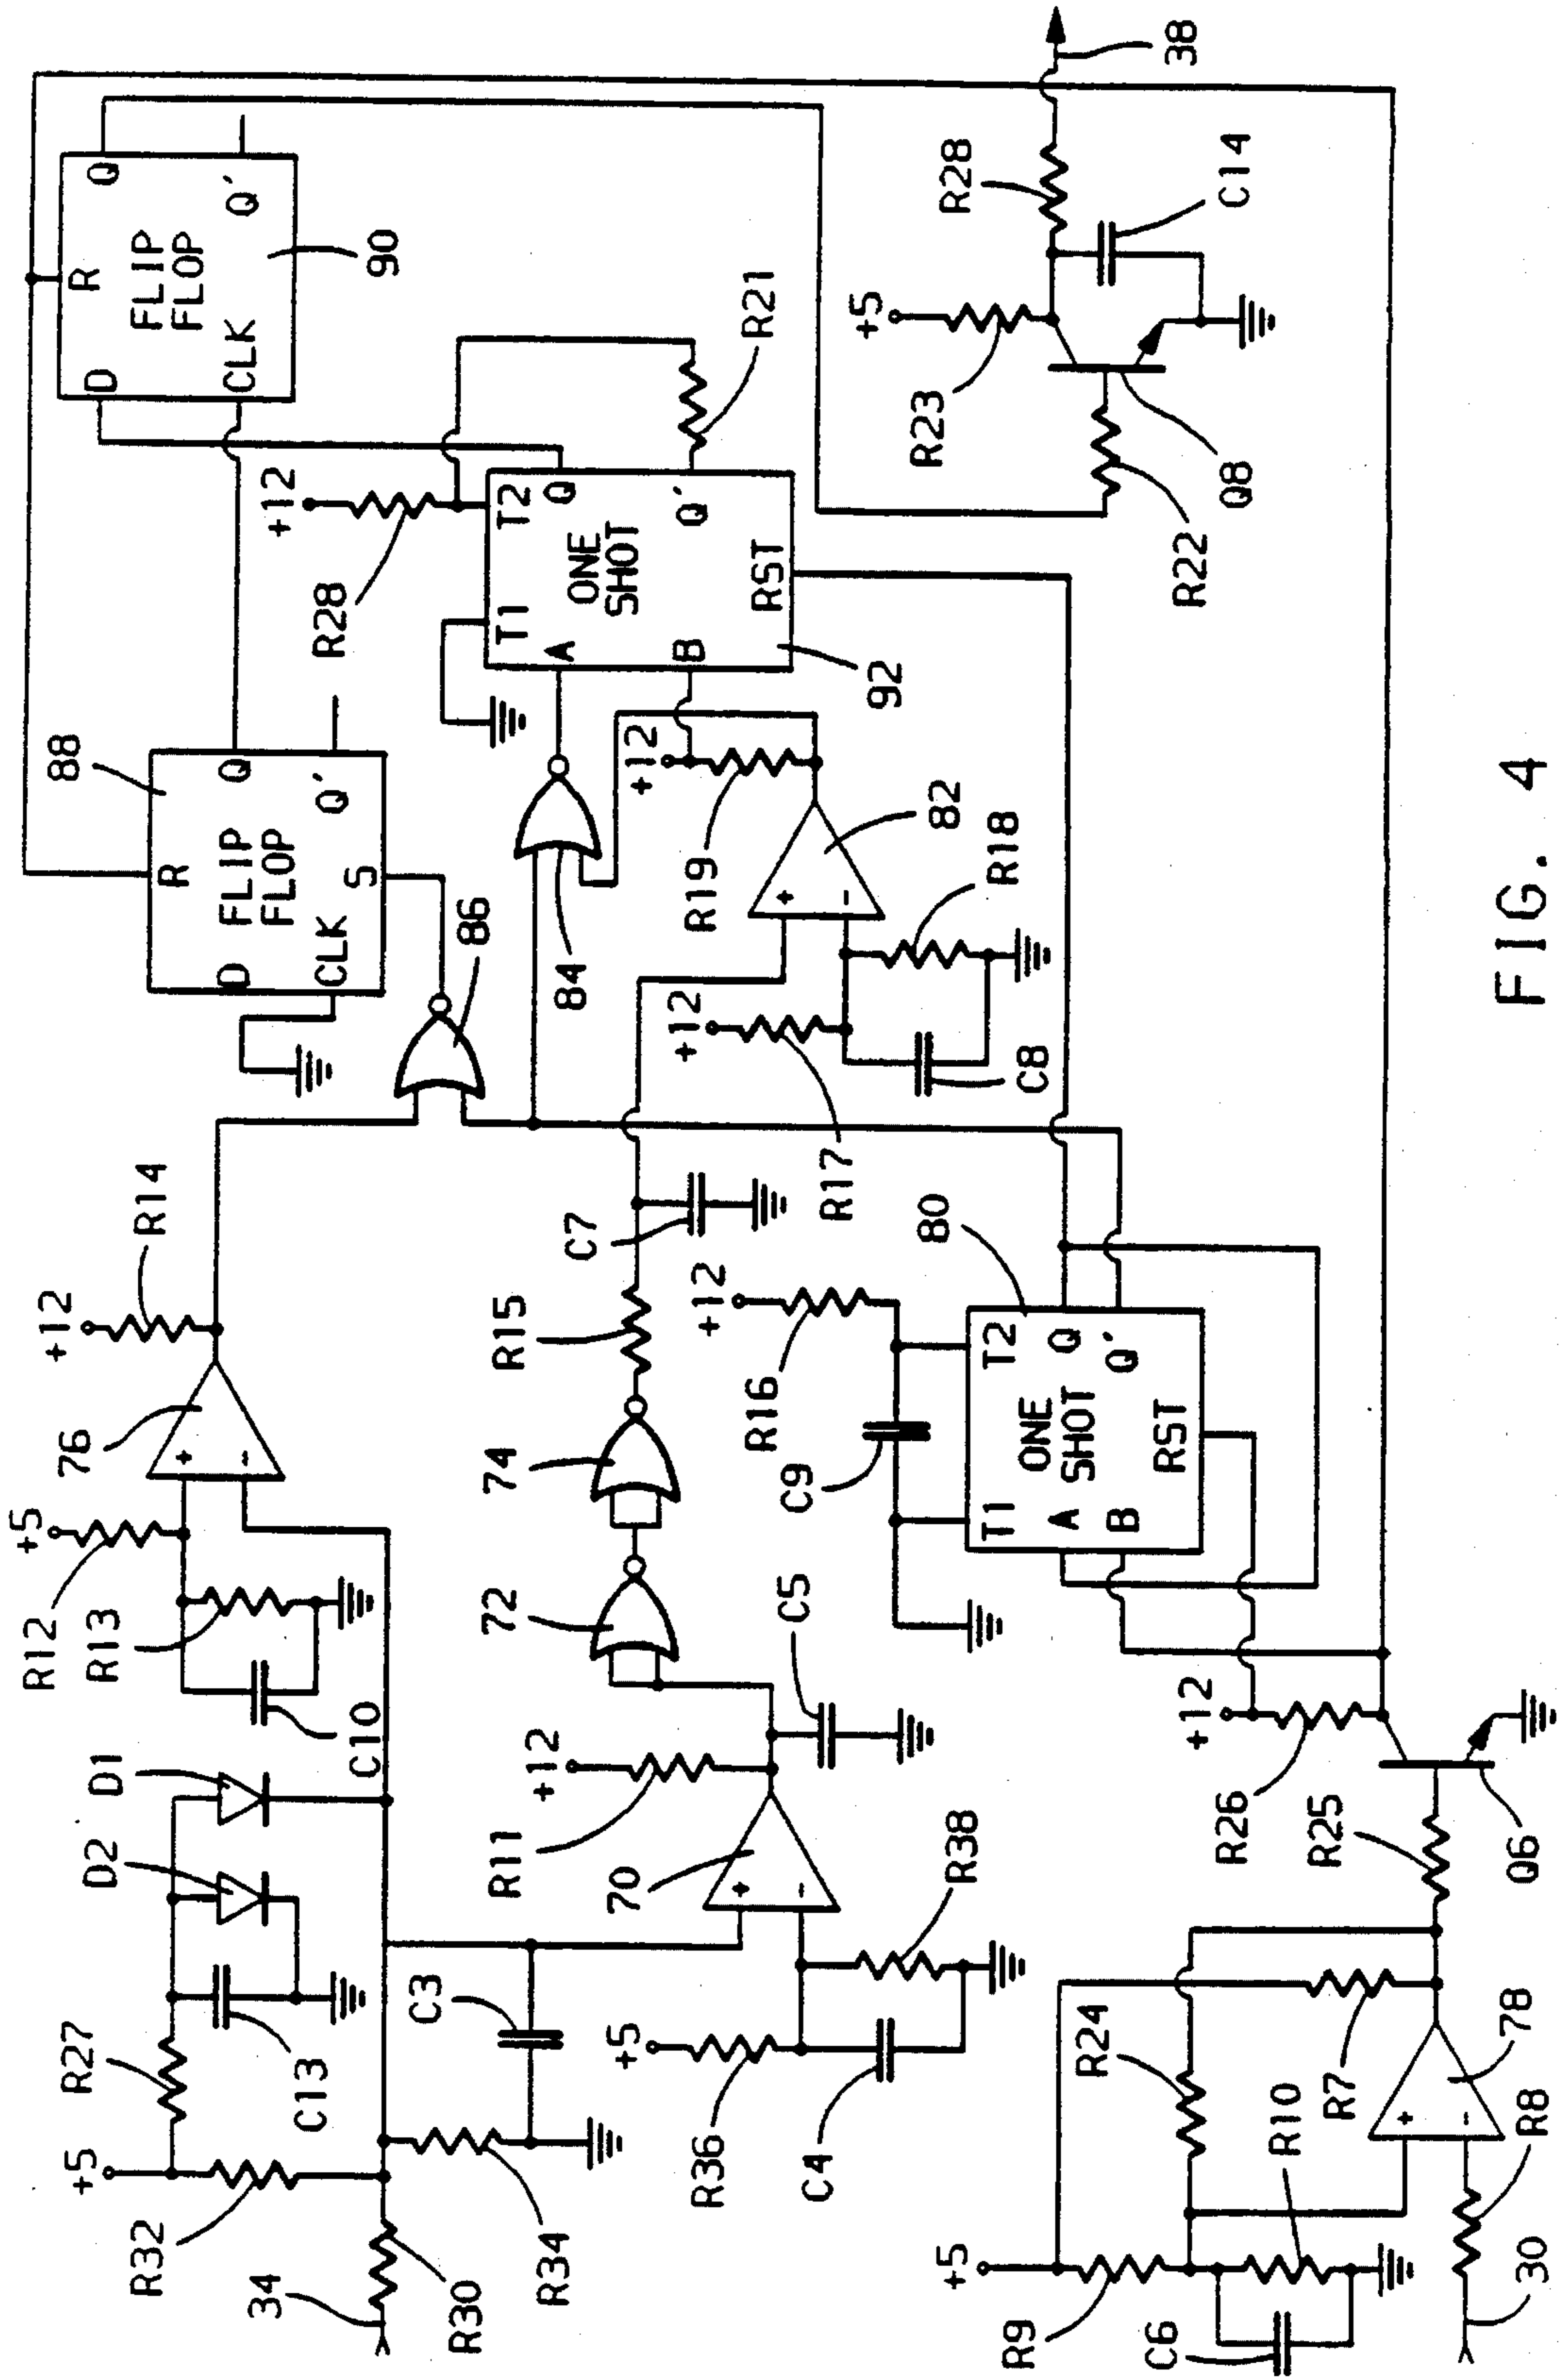 +5
R32
R27
C13
D2
D1
R12
+5
R13
C10
76
+
-
+12
R14
34
R30
R34
C3
88
R
FLIP
FLOP
D
CLK
S
Q
Q'
86
R
FLIP
FLOP
D
CLK
Q
Q'
90
+5
R36
C4
70
+
-
R38
R11
+12
C5
72
74
R15
C7
+12
R17
C8
+
-
82
R18
R19
+12
84
R28
+12
T1
T2
A
ONE
SHOT
B
Q
Q'
RST
92
R21
+5
R9
C6
R10
R24
R7
+
-
78
R8
30
R25
Q6
R26
+12
C9
R16
+12
80
T1
T2
A
ONE
SHOT
B
Q
Q'
RST
R23
+5
R22
Q8
R28
C14
38
FIG. 4